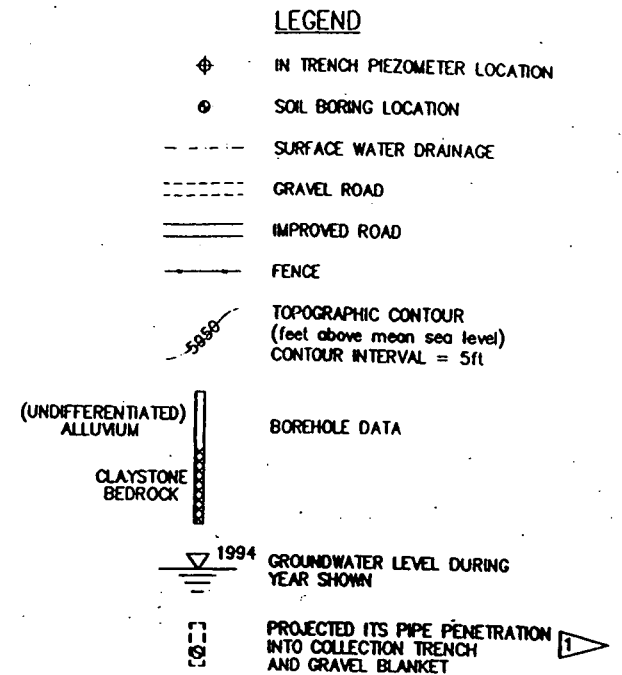 LEGEND
IN TRENCH PIEZOMETER LOCATION
SOIL BORING LOCATION
SURFACE WATER DRAINAGE
GRAVEL ROAD
IMPROVED ROAD
FENCE
5950
TOPOGRAPHIC CONTOUR
(feet above mean sea level)
CONTOUR INTERVAL = 5ft
(UNDIFFERENTIATED)
ALLUVIUM
BOREHOLE DATA
CLAYSTONE
BEDROCK
1994
GROUNDWATER LEVEL DURING
YEAR SHOWN
PROJECTED ITS PIPE PENETRATION
INTO COLLECTION TRENCH
AND GRAVEL BLANKET
1